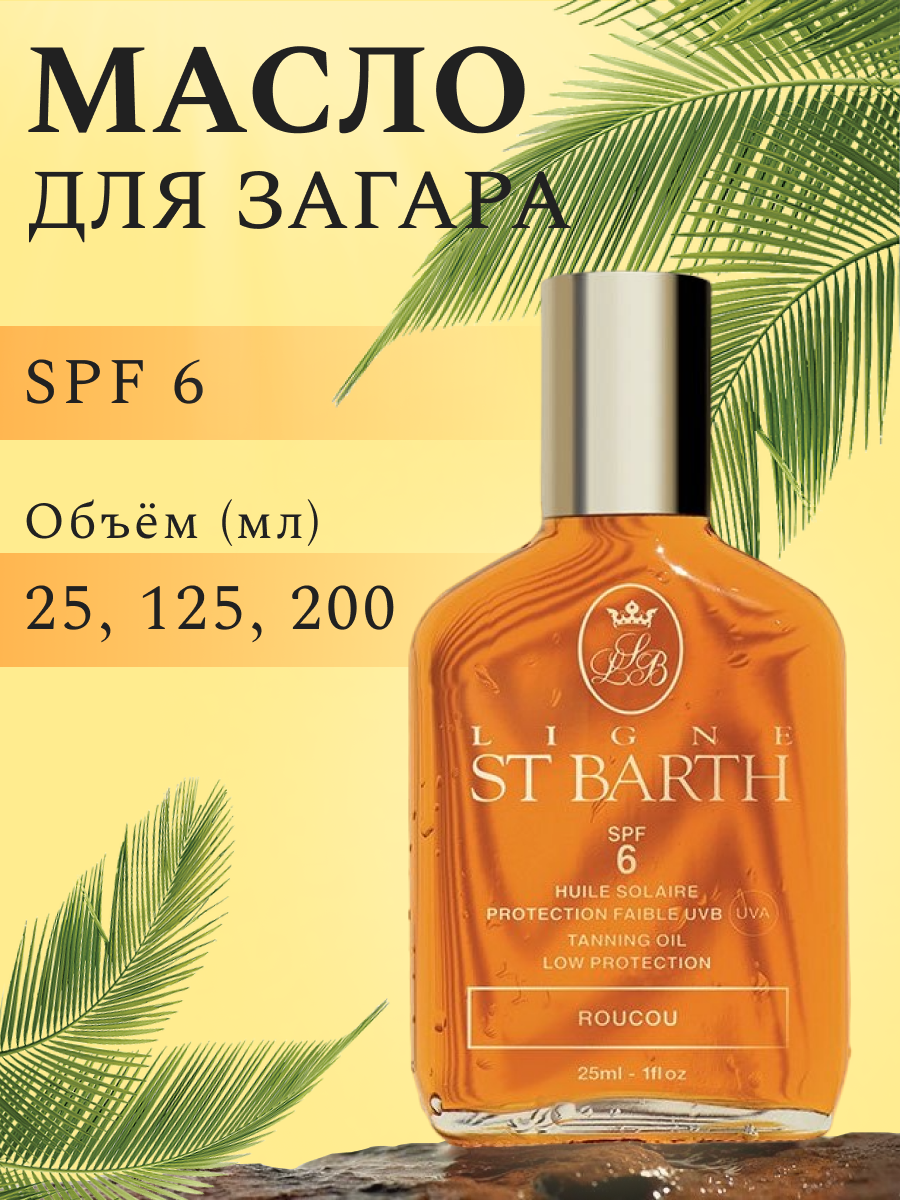 МАСЛО
ДЛЯ ЗАГАРА
SPF 6
Объём (мл)
25, 125, 200
LSB
LIGNE
ST BARTH
SPF
6
HUILE SOLAIRE
PROTECTION FAIBLE UVB UVA
TANNING OIL
LOW PROTECTION
ROUCOU
25ml - 1fl oz